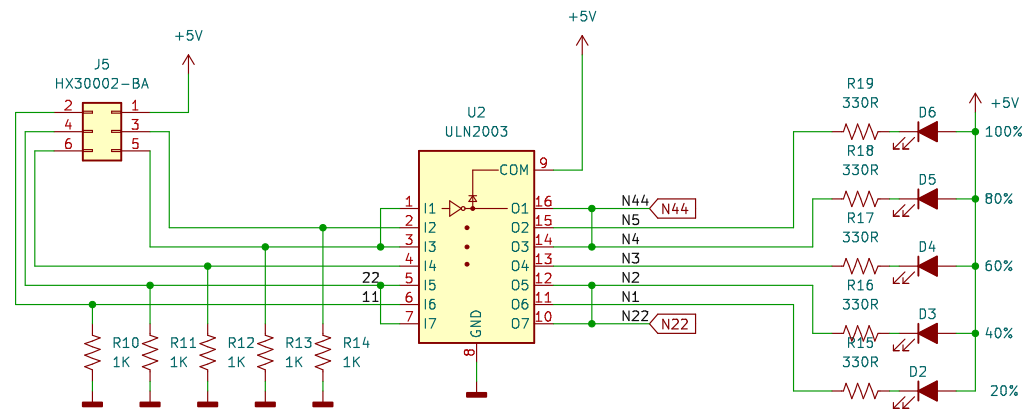 +5V
+5V
J5
HX30002-BA
2 1
4 3
6 5
U2
ULN2003
COM 9
1 I1 O1 16 N44 N44
2 I2 O2 15 N5
3 I3 O3 14 N4
4 I4 O4 13 N3
22 5 I5 O5 12 N2
11 6 I6 O6 11 N1
7 I7 O7 10 N22 N22
GND
8
R10 1K
R11 1K
R12 1K
R13 1K
R14 1K
R19
330R
D6
+5V
100%
R18
330R
D5
80%
R17
330R
D4
60%
R16
330R
D3
40%
R15
330R
D2
20%